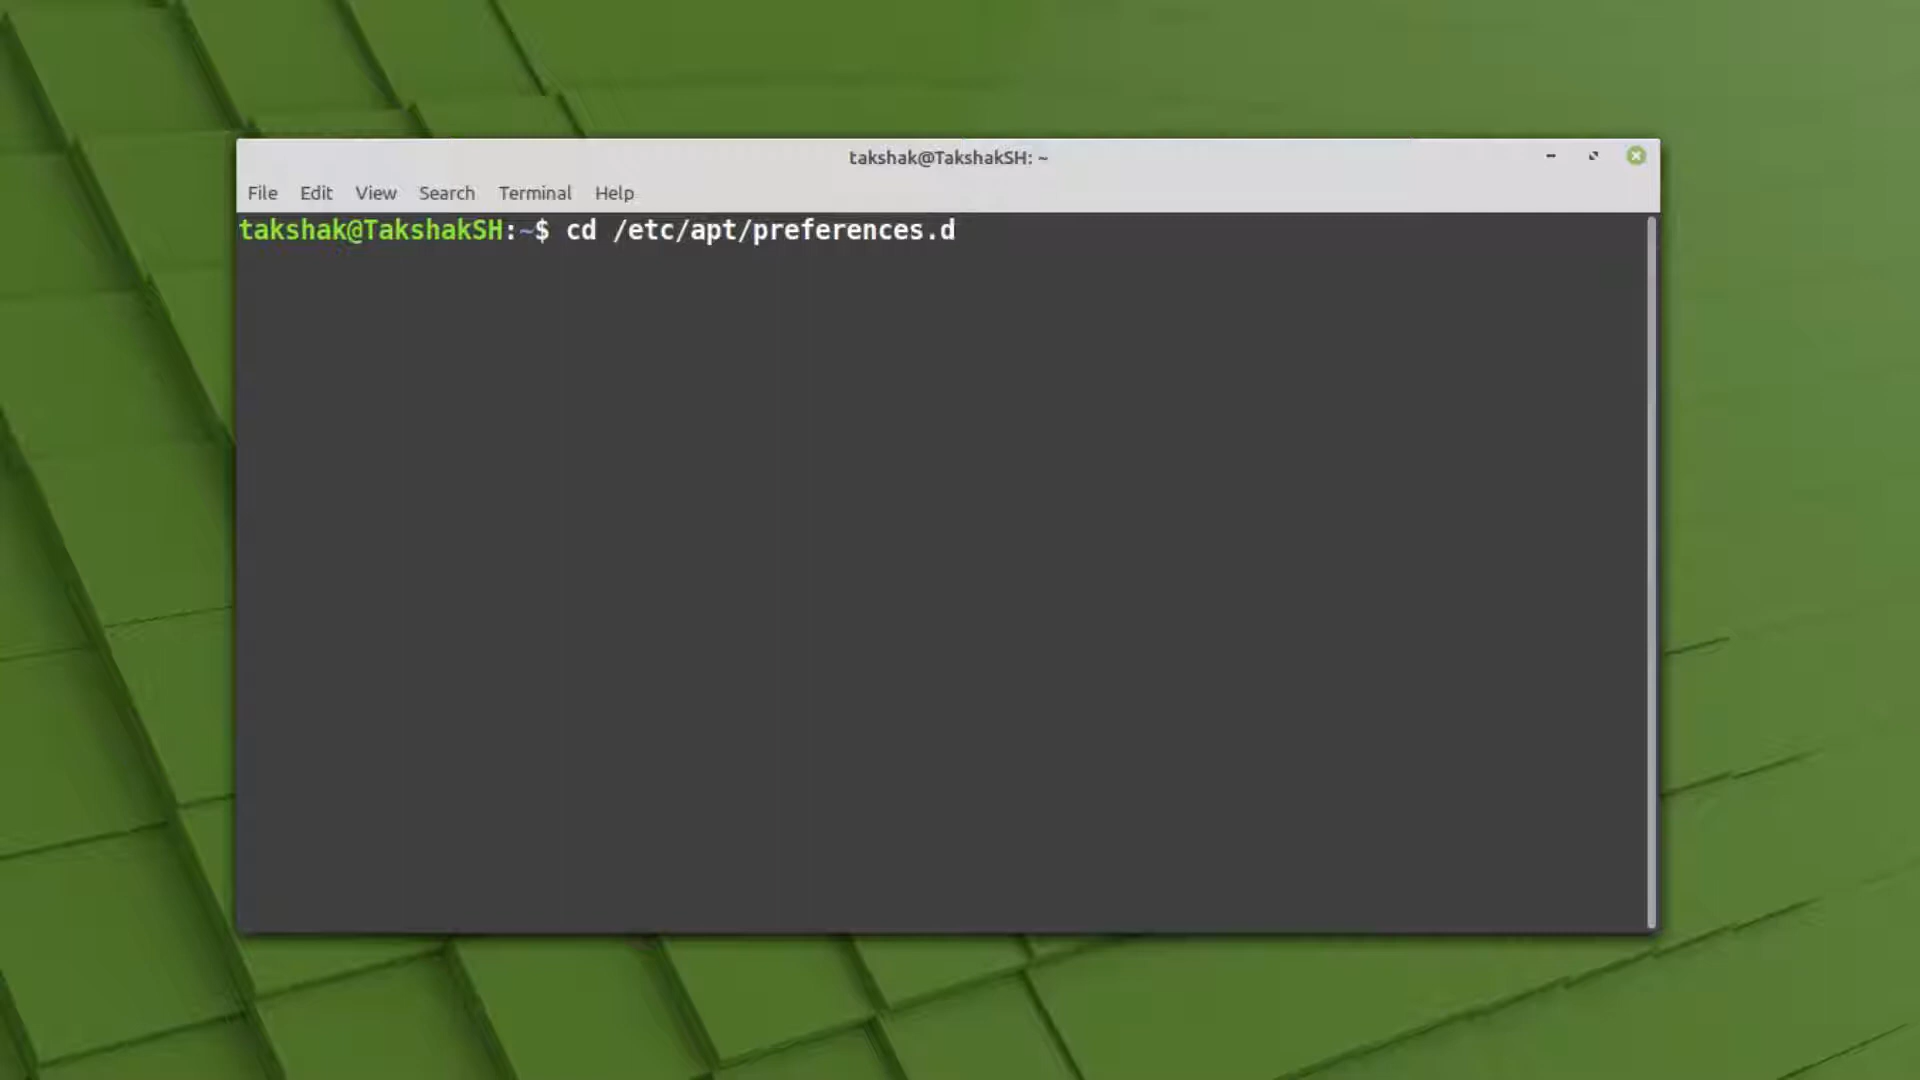 takshak@TakshakSH: ~
File Edit View Search Terminal Help
takshak@TakshakSH:~$ cd /etc/apt/preferences.d